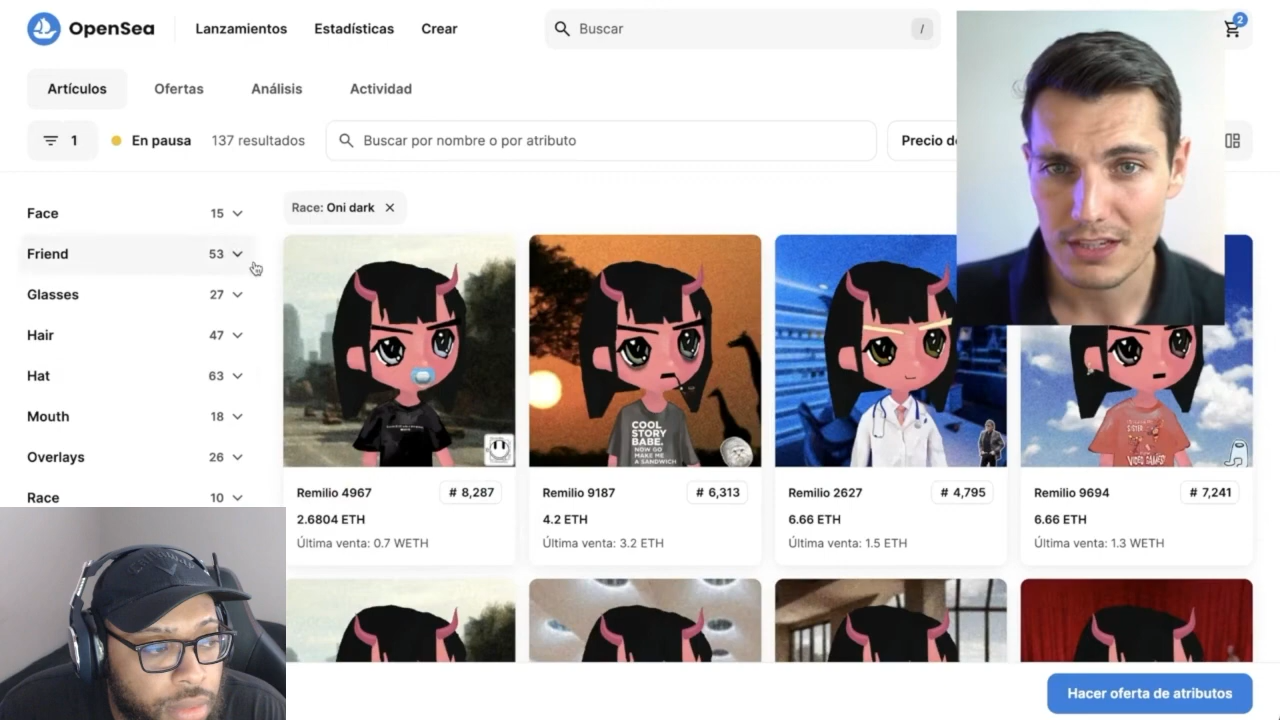 OpenSea
Lanzamientos Estadísticas Crear
Buscar /
2
Artículos Ofertas Análisis Actividad
1 En pausa 137 resultados
Buscar por nombre o por atributo
Precio de
Face 15
Friend 53
Glasses 27
Hair 47
Hat 63
Mouth 18
Overlays 26
Race 10
Race: Oni dark
COOL
STORY
BABE.
NOW GO
MAKE ME
A SANDWICH
SISTER
VIDEO GAMES
Remilio 4967 # 8,287
2.6804 ETH
Última venta: 0.7 WETH
Remilio 9187 # 6,313
4.2 ETH
Última venta: 3.2 ETH
Remilio 2627 # 4,795
6.66 ETH
Última venta: 1.5 ETH
Remilio 9694 # 7,241
6.66 ETH
Última venta: 1.3 WETH
Hacer oferta de atributos